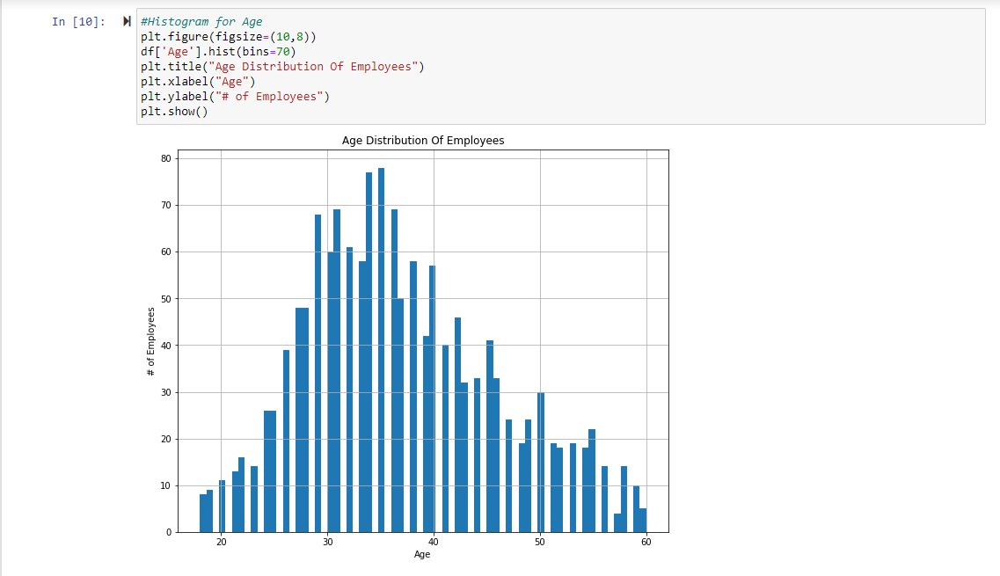 In [10]:
#Histogram for Age
plt.figure(figsize=(10,8))
df['Age'].hist(bins=70)
plt.title("Age Distribution Of Employees")
plt.xlabel("Age")
plt.ylabel("# of Employees")
plt.show()
Age Distribution Of Employees
80
70
60
50
40
30
20
10
0
# of Employees
20 30 40 50 60
Age